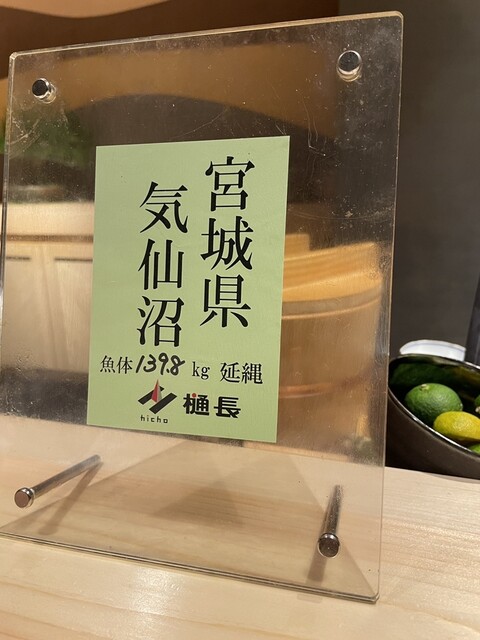 宮城県
気仙沼
魚体139.8kg 延縄
hicho 樋長